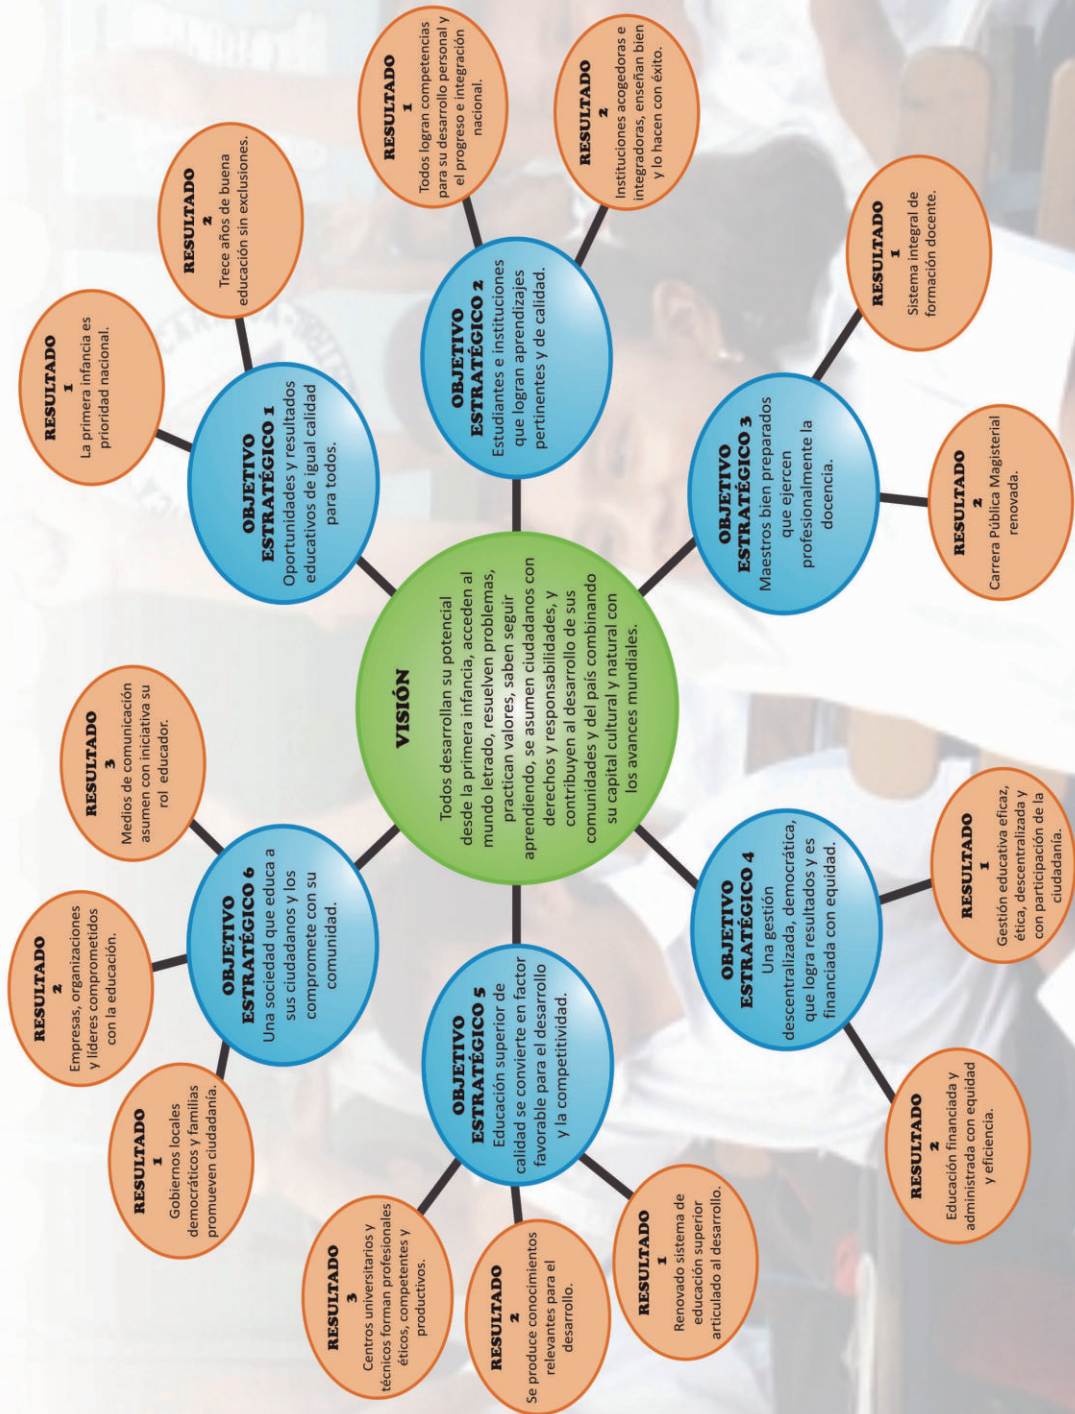 VISIÓN
Todos desarrollan su potencial
desde la primera infancia, acceden al
mundo letrado, resuelven problemas,
practican valores, saben seguir
aprendiendo, se asumen ciudadanos con
derechos y responsabilidades, y
contribuyen al desarrollo de sus
comunidades y del país combinando
su capital cultural y natural con
los avances mundiales.
OBJETIVO
ESTRATÉGICO 1
Oportunidades y resultados
educativos de igual calidad
para todos.
RESULTADO
1
La primera infancia es
prioridad nacional.
RESULTADO
2
Trece años de buena
educación sin exclusiones.
OBJETIVO
ESTRATÉGICO 2
Estudiantes e instituciones
que logran aprendizajes
pertinentes y de calidad.
RESULTADO
1
Todos logran competencias
para su desarrollo personal y
el progreso e integración
nacional.
RESULTADO
2
Instituciones acogedoras e
integradoras, enseñan bien
y lo hacen con éxito.
OBJETIVO
ESTRATÉGICO 3
Maestros bien preparados
que ejercen
profesionalmente la
docencia.
RESULTADO
1
Sistema integral de
formación docente.
RESULTADO
2
Carrera Pública Magisterial
renovada.
OBJETIVO
ESTRATÉGICO 4
Una gestión
descentralizada, democrática,
que logra resultados y es
financiada con equidad.
RESULTADO
1
Gestión educativa eficaz,
ética, descentralizada y
con participación de la
ciudadanía.
RESULTADO
2
Educación financiada y
administrada con equidad
y eficiencia.
OBJETIVO
ESTRATÉGICO 5
Educación superior de
calidad se convierte en factor
favorable para el desarrollo
y la competitividad.
RESULTADO
1
Renovado sistema de
educación superior
articulado al desarrollo.
RESULTADO
2
Se produce conocimientos
relevantes para el
desarrollo.
RESULTADO
3
Centros universitarios y
técnicos forman profesionales
éticos, competentes y
productivos.
OBJETIVO
ESTRATÉGICO 6
Una sociedad que educa a
sus ciudadanos y los
compromete con su
comunidad.
RESULTADO
1
Gobiernos locales
democráticos y familias
promueven ciudadanía.
RESULTADO
2
Empresas, organizaciones
y líderes comprometidos
con la educación.
RESULTADO
3
Medios de comunicación
asumen con iniciativa su
rol educador.